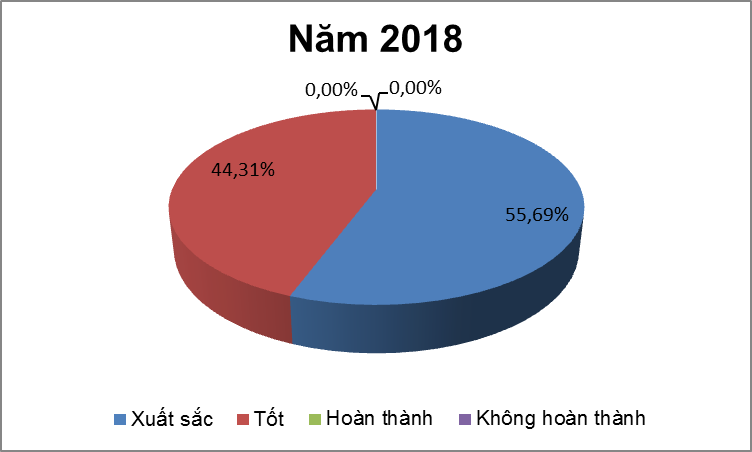 Năm 2018
0,00% 0,00%
44,31%
55,69%
Xuất sắc Tốt Hoàn thành Không hoàn thành